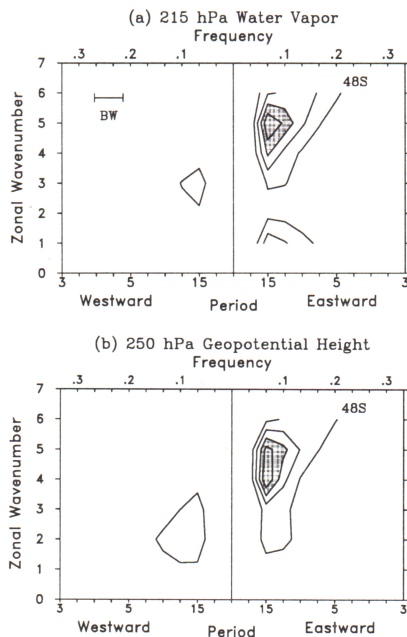 (a) 215 hPa Water Vapor
Frequency
.3 .2 .1 .1 .2 .3
7
48S
6
BW
5
4
3
2
1
0
Zonal Wavenumber
3 5 15 15 5 3
Westward Period Eastward
(b) 250 hPa Geopotential Height
Frequency
.3 .2 .1 .1 .2 .3
7
48S
6
5
4
3
2
1
0
Zonal Wavenumber
3 5 15 15 5 3
Westward Period Eastward